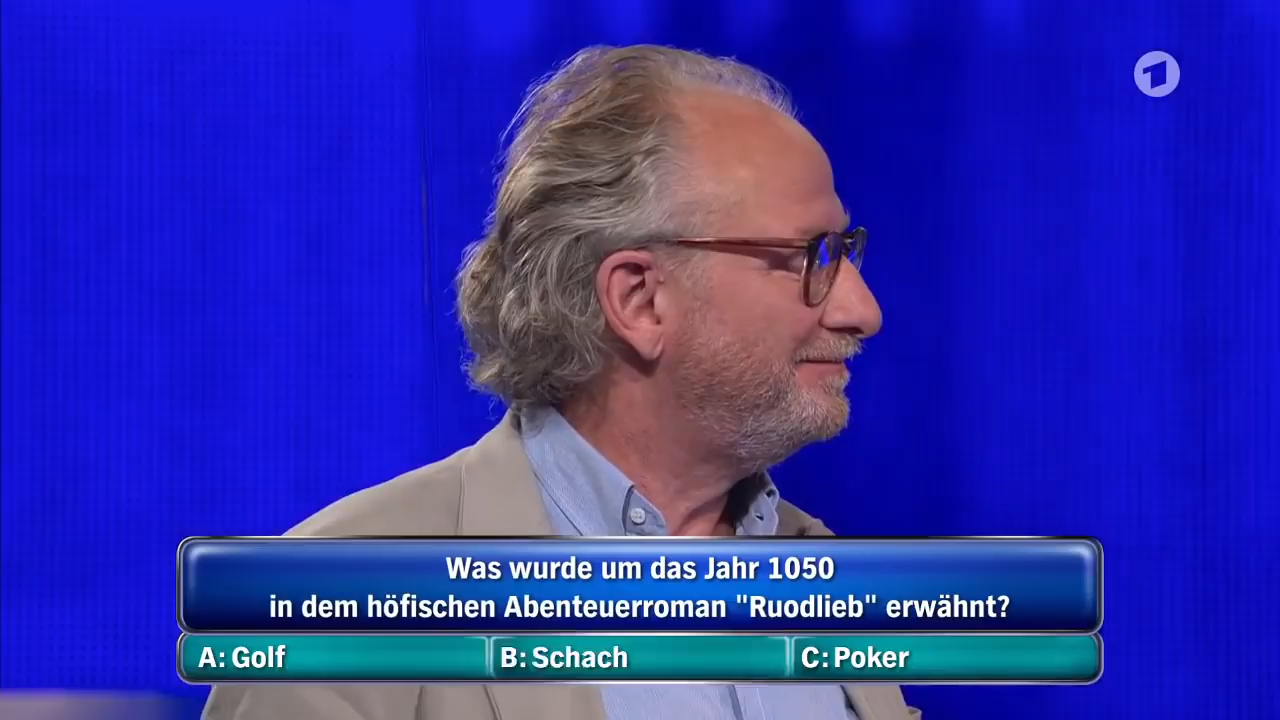 Was wurde um das Jahr 1050
in dem höfischen Abenteuerroman "Ruodlieb" erwähnt?
A: Golf
B: Schach
C: Poker